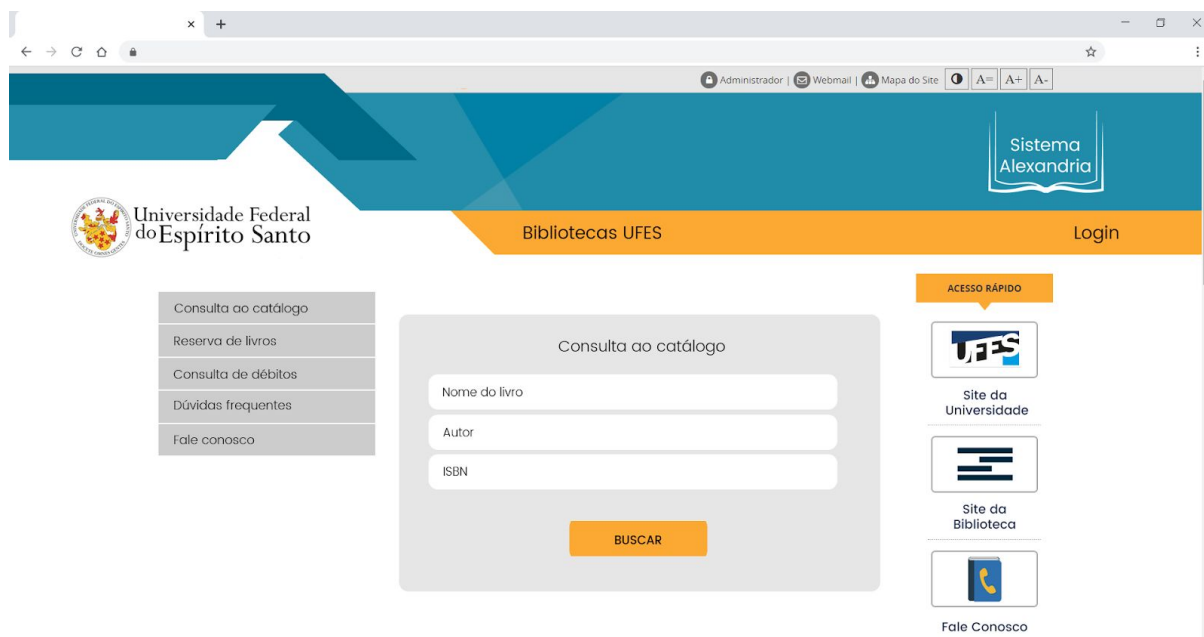 Administrador | Webmail | Mapa do Site A= A+ A-
Sistema
Alexandria
Universidade Federal
do Espírito Santo
Bibliotecas UFES
Login
Consulta ao catálogo
Reserva de livros
Consulta de débitos
Dúvidas frequentes
Fale conosco
Consulta ao catálogo
Nome do livro
Autor
ISBN
BUSCAR
ACESSO RÁPIDO
UFES
Site da
Universidade
Site da
Biblioteca
Fale Conosco